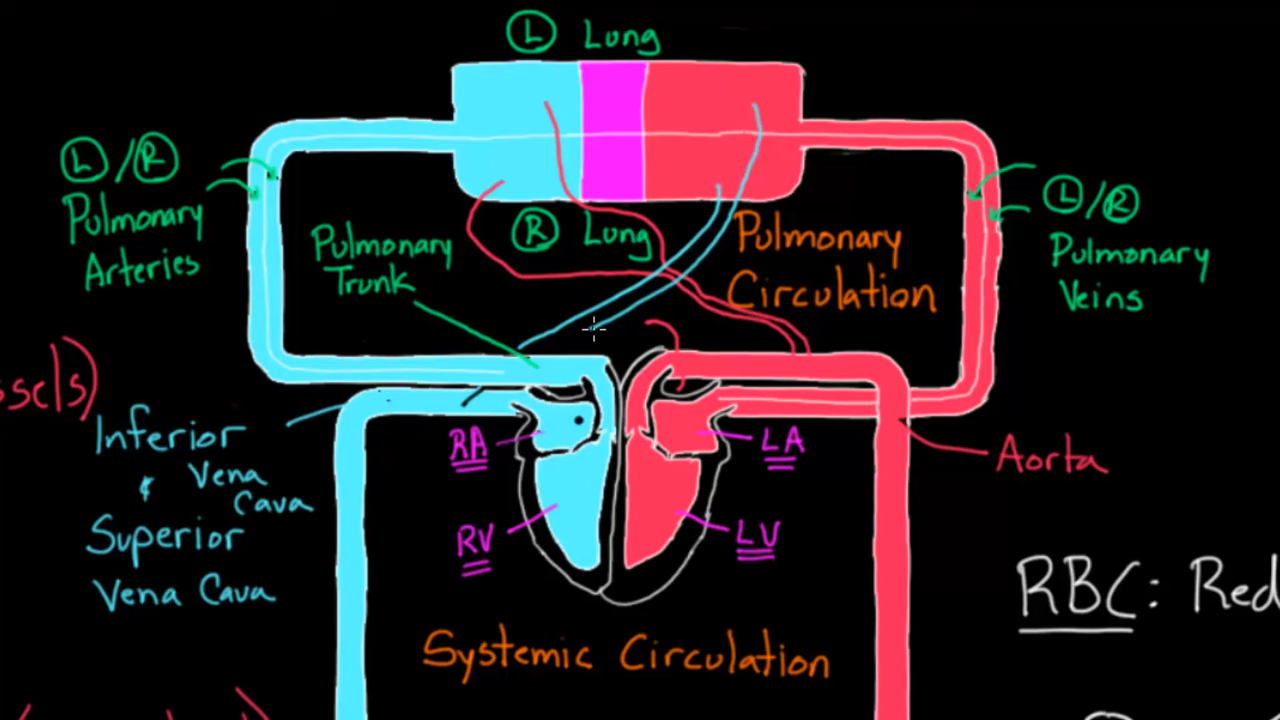 L Lung
L / R
Pulmonary
Arteries
Pulmonary
Trunk
R Lung
Pulmonary
Circulation
L / R
Pulmonary
Veins
Inferior
& Vena
Cava
Superior
Vena Cava
RA
LA
RV
LV
Aorta
RBC: Red
Systemic Circulation